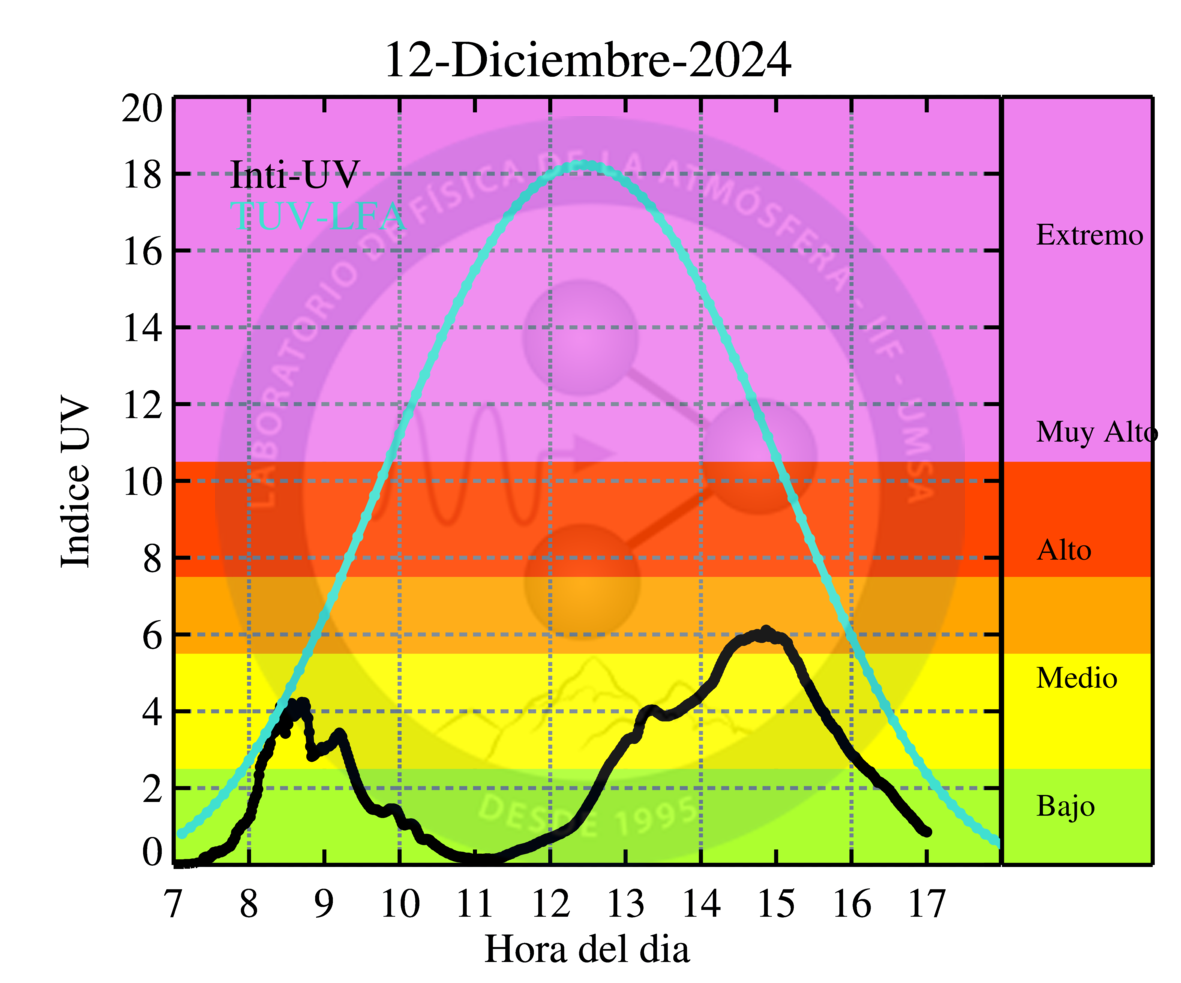 12-Diciembre-2024
20
18
16
14
12
10
8
6
4
2
0
Indice UV
Inti-UV
TUV-LFA
LABORATORIO DE FÍSICA DE LA ATMÓSFERA - IIF - UMSA
DESDE 1995
Extremo
Muy Alto
Alto
Medio
Bajo
7 8 9 10 11 12 13 14 15 16 17
Hora del dia